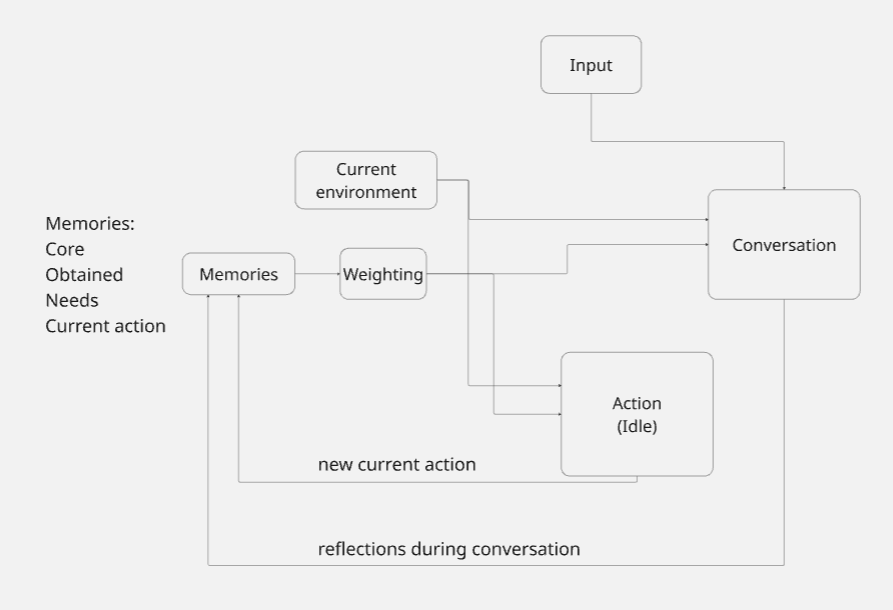 Input
Current
environment
Memories:
Core
Obtained
Needs
Current action
Memories
Weighting
Conversation
Action
(Idle)
new current action
reflections during conversation